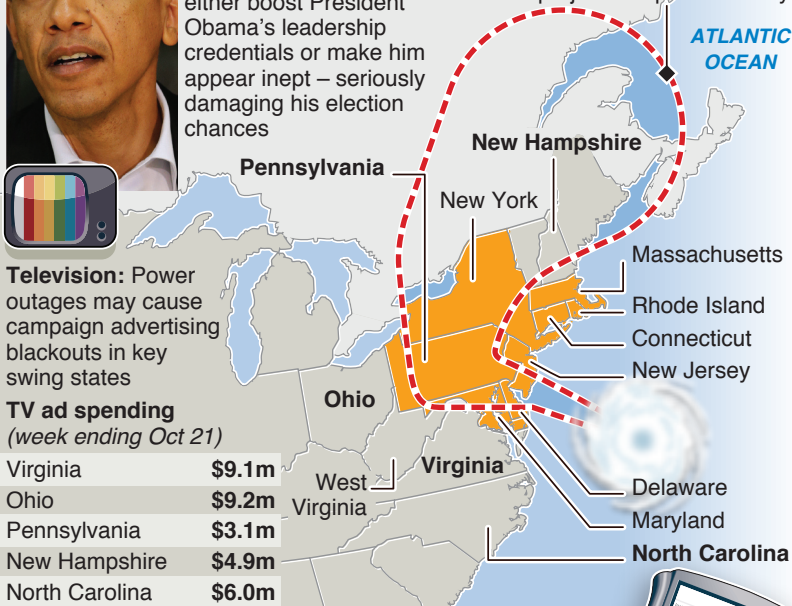 either boost President
Obama's leadership
credentials or make him
appear inept – seriously
damaging his election
chances
ATLANTIC
OCEAN
New Hampshire
Pennsylvania
New York
Massachusetts
Rhode Island
Connecticut
New Jersey
Television: Power
outages may cause
campaign advertising
blackouts in key
swing states
TV ad spending
(week ending Oct 21)
Virginia $9.1m
Ohio $9.2m
Pennsylvania $3.1m
New Hampshire $4.9m
North Carolina $6.0m
Ohio
West
Virginia
Virginia
Delaware
Maryland
North Carolina